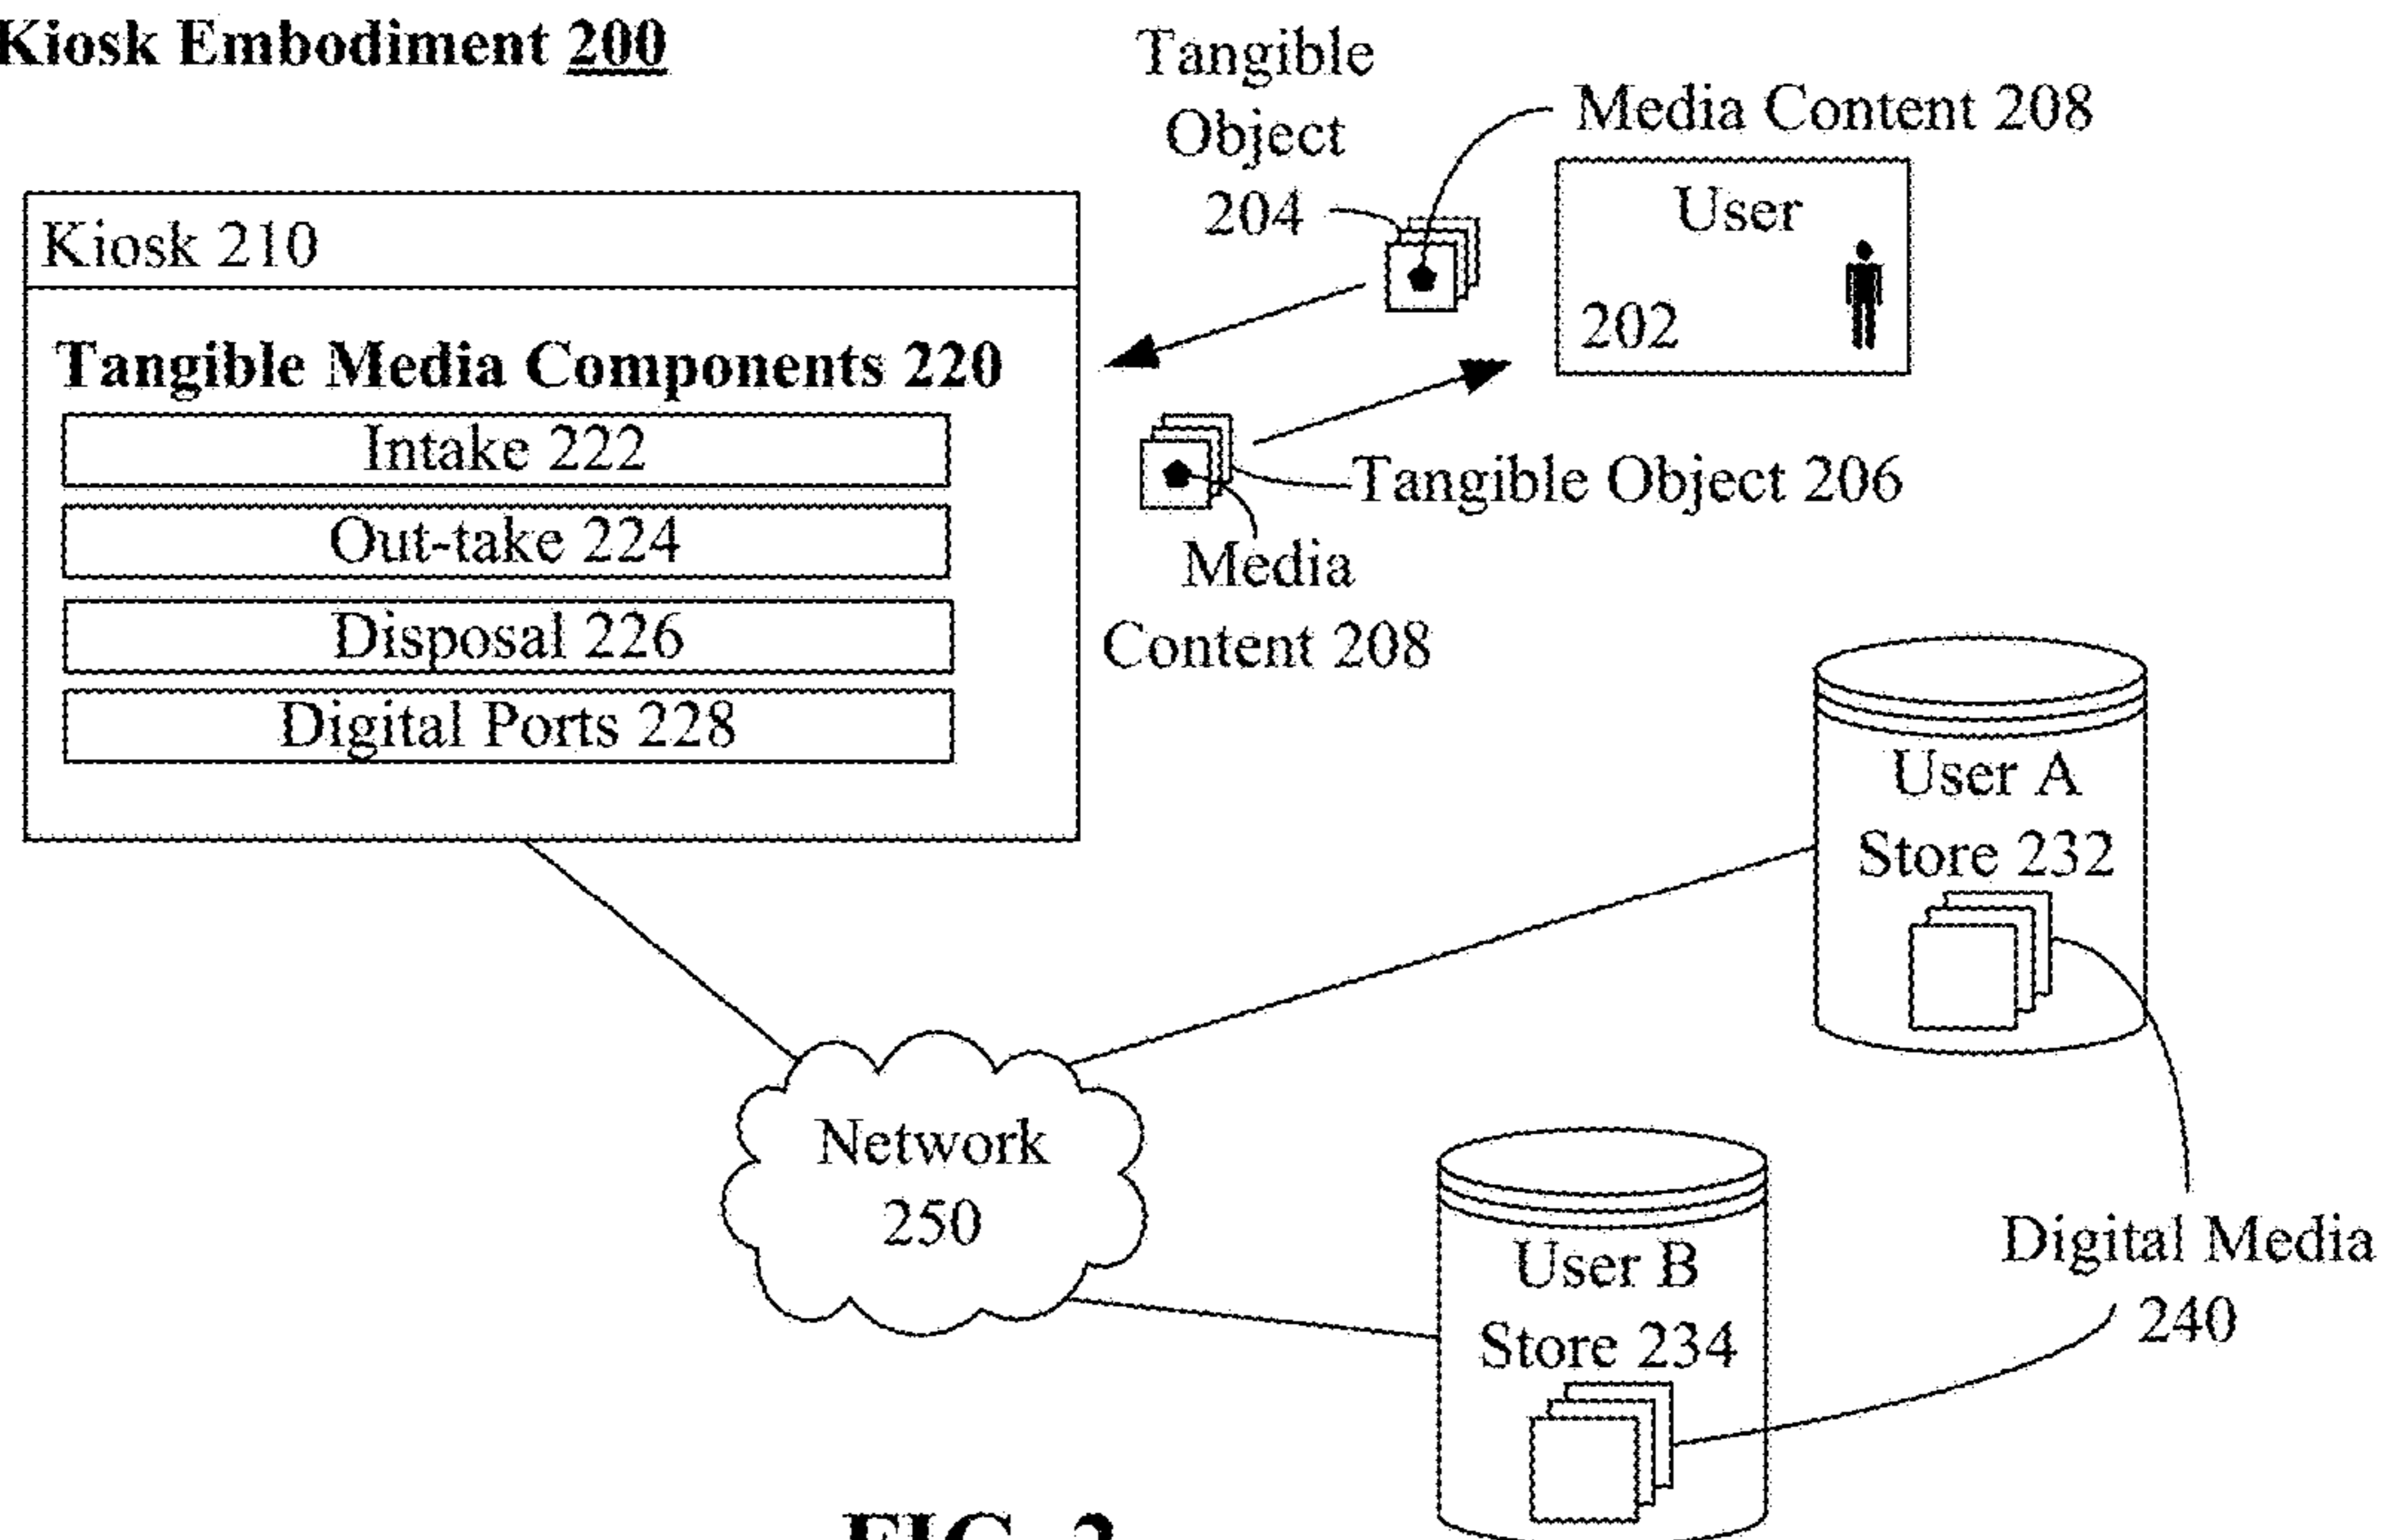 Kiosk Embodiment 200
Tangible
Object
204
Media Content 208
User
202
Kiosk 210
Tangible Media Components 220
Intake 222
Out-take 224
Disposal 226
Digital Ports 228
Tangible Object 206
Media
Content 208
User A
Store 232
Network
250
User B
Store 234
Digital Media
240
FIG. 2